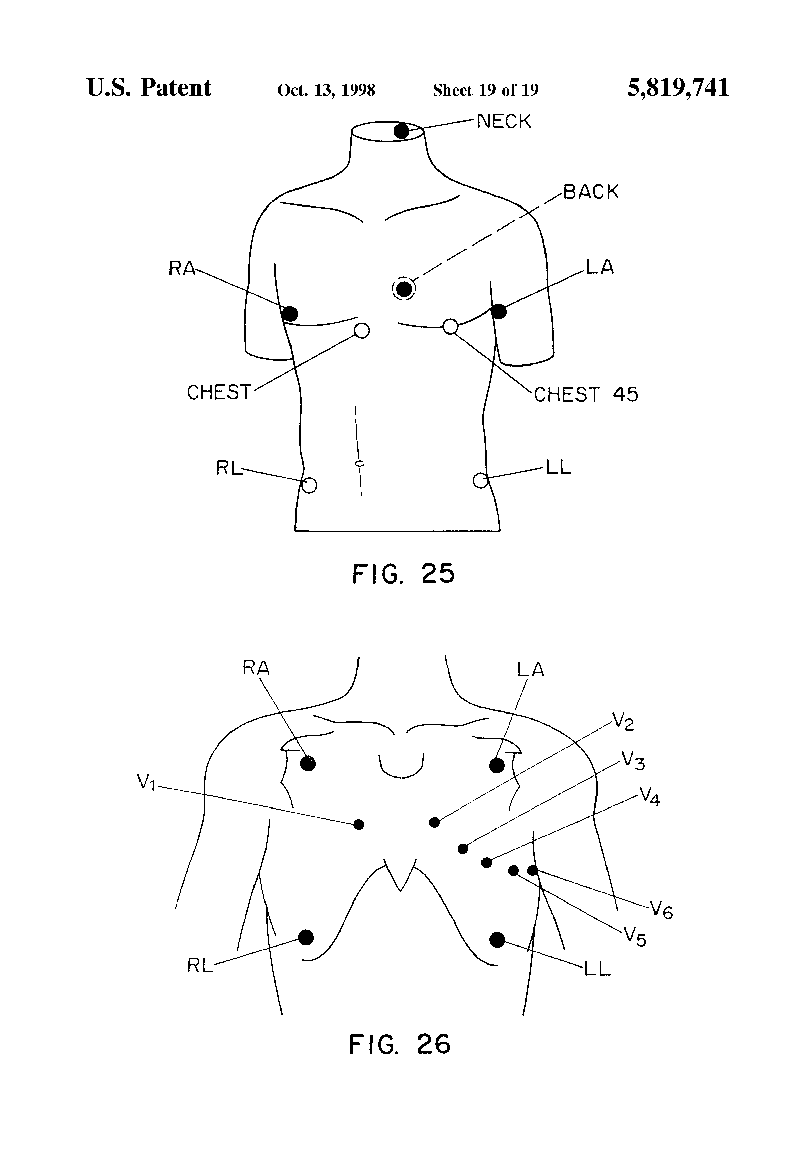 U.S. Patent Oct. 13, 1998 Sheet 19 of 19 5,819,741
NECK
BACK
RA
LA
CHEST
CHEST 45
RL
LL
FIG. 25
RA
LA
V2
V3
V1
V4
V6
V5
RL
LL
FIG. 26